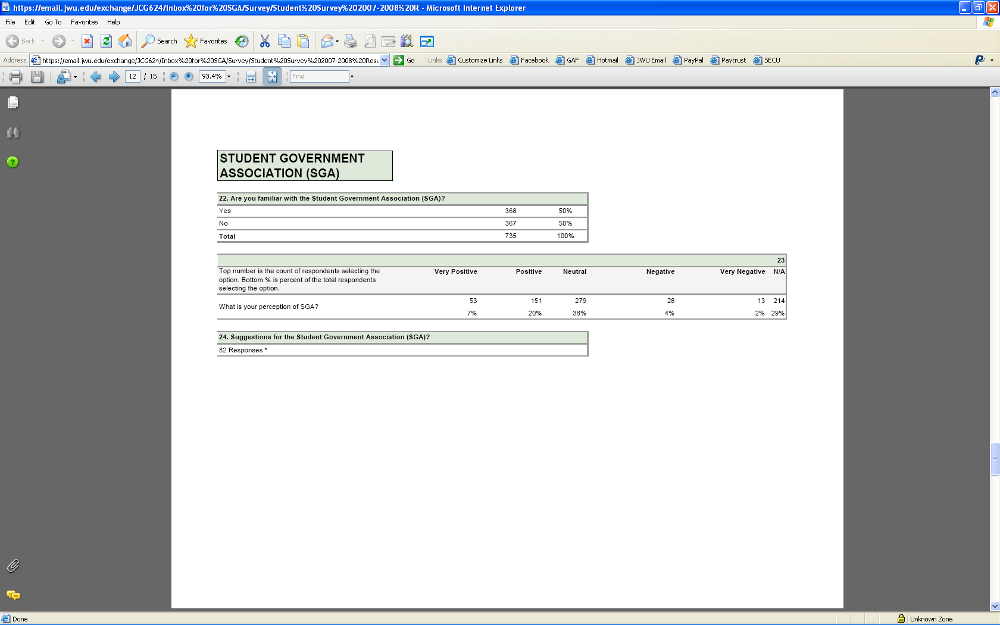 https://email.jwu.edu/exchange/JCG624/Inbox%20for%20SGA/Survey/Student%20Survey%202007-2008%20R - Microsoft Internet Explorer
File Edit Go To Favorites Help
Back Search Favorites
Address https://email.jwu.edu/exchange/JCG624/Inbox%20for%20SGA/Survey/Student%20Survey%202007-2008%20Resu Go Links Customize Links Facebook GAF Hotmail JWU Email PayPal Paytrust SECU
12 / 15 93.4% Find
STUDENT GOVERNMENT
ASSOCIATION (SGA)
22. Are you familiar with the Student Government Association (SGA)?
Yes 368 50%
No 367 50%
Total 735 100%
23
Top number is the count of respondents selecting the Very Positive Positive Neutral Negative Very Negative N/A
option. Bottom % is percent of the total respondents
selecting the option.
53 151 279 28 13 214
What is your perception of SGA?
7% 20% 38% 4% 2% 29%
24. Suggestions for the Student Government Association (SGA)?
82 Responses *
Done Unknown Zone